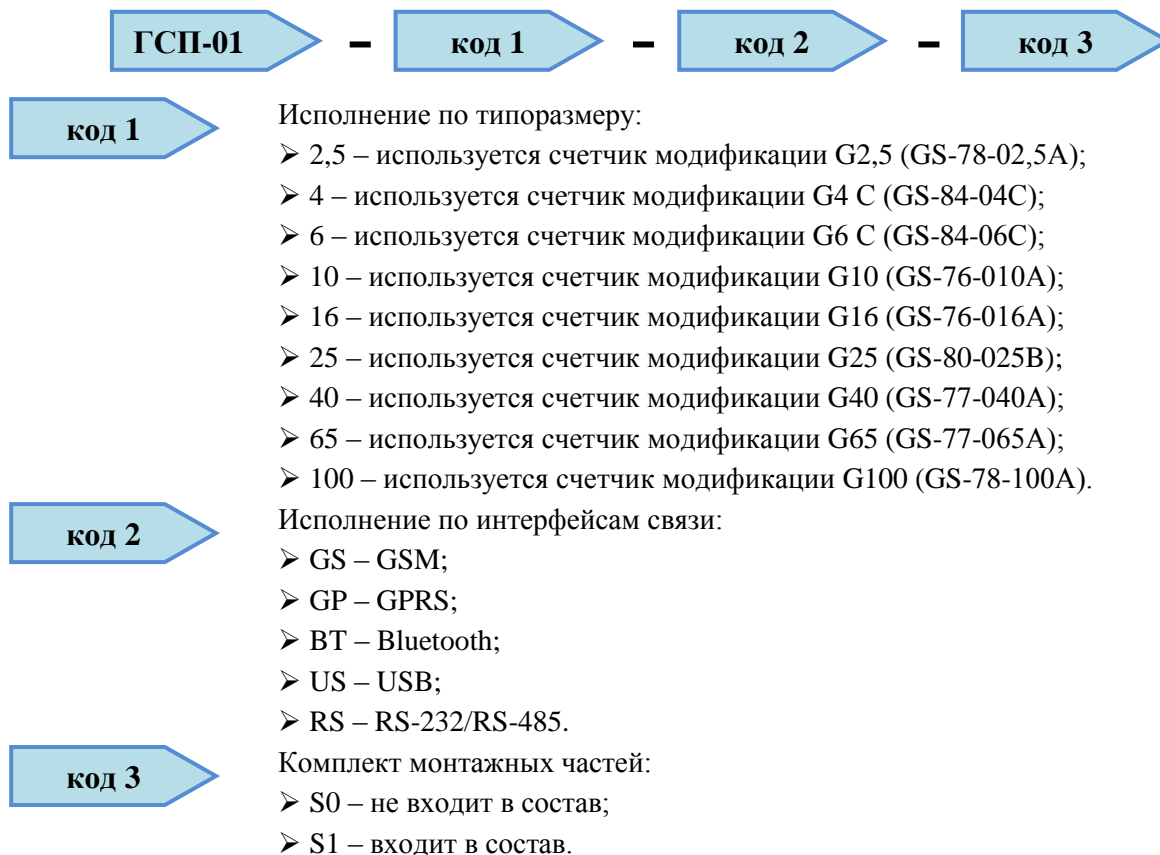 ГСП-01 – код 1 – код 2 – код 3
код 1
Исполнение по типоразмеру:
➢ 2,5 – используется счетчик модификации G2,5 (GS-78-02,5A);
➢ 4 – используется счетчик модификации G4 C (GS-84-04C);
➢ 6 – используется счетчик модификации G6 C (GS-84-06C);
➢ 10 – используется счетчик модификации G10 (GS-76-010A);
➢ 16 – используется счетчик модификации G16 (GS-76-016A);
➢ 25 – используется счетчик модификации G25 (GS-80-025B);
➢ 40 – используется счетчик модификации G40 (GS-77-040A);
➢ 65 – используется счетчик модификации G65 (GS-77-065A);
➢ 100 – используется счетчик модификации G100 (GS-78-100A).
код 2
Исполнение по интерфейсам связи:
➢ GS – GSM;
➢ GP – GPRS;
➢ BT – Bluetooth;
➢ US – USB;
➢ RS – RS-232/RS-485.
код 3
Комплект монтажных частей:
➢ S0 – не входит в состав;
➢ S1 – входит в состав.